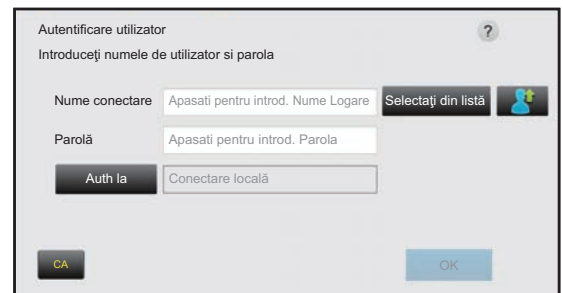 Autentificare utilizator
?
Introduceţi numele de utilizator si parola
Nume conectare
Apasati pentru introd. Nume Logare
Selectaţi din listă
Parolă
Apasati pentru introd. Parola
Auth la
Conectare locală
CA
OK